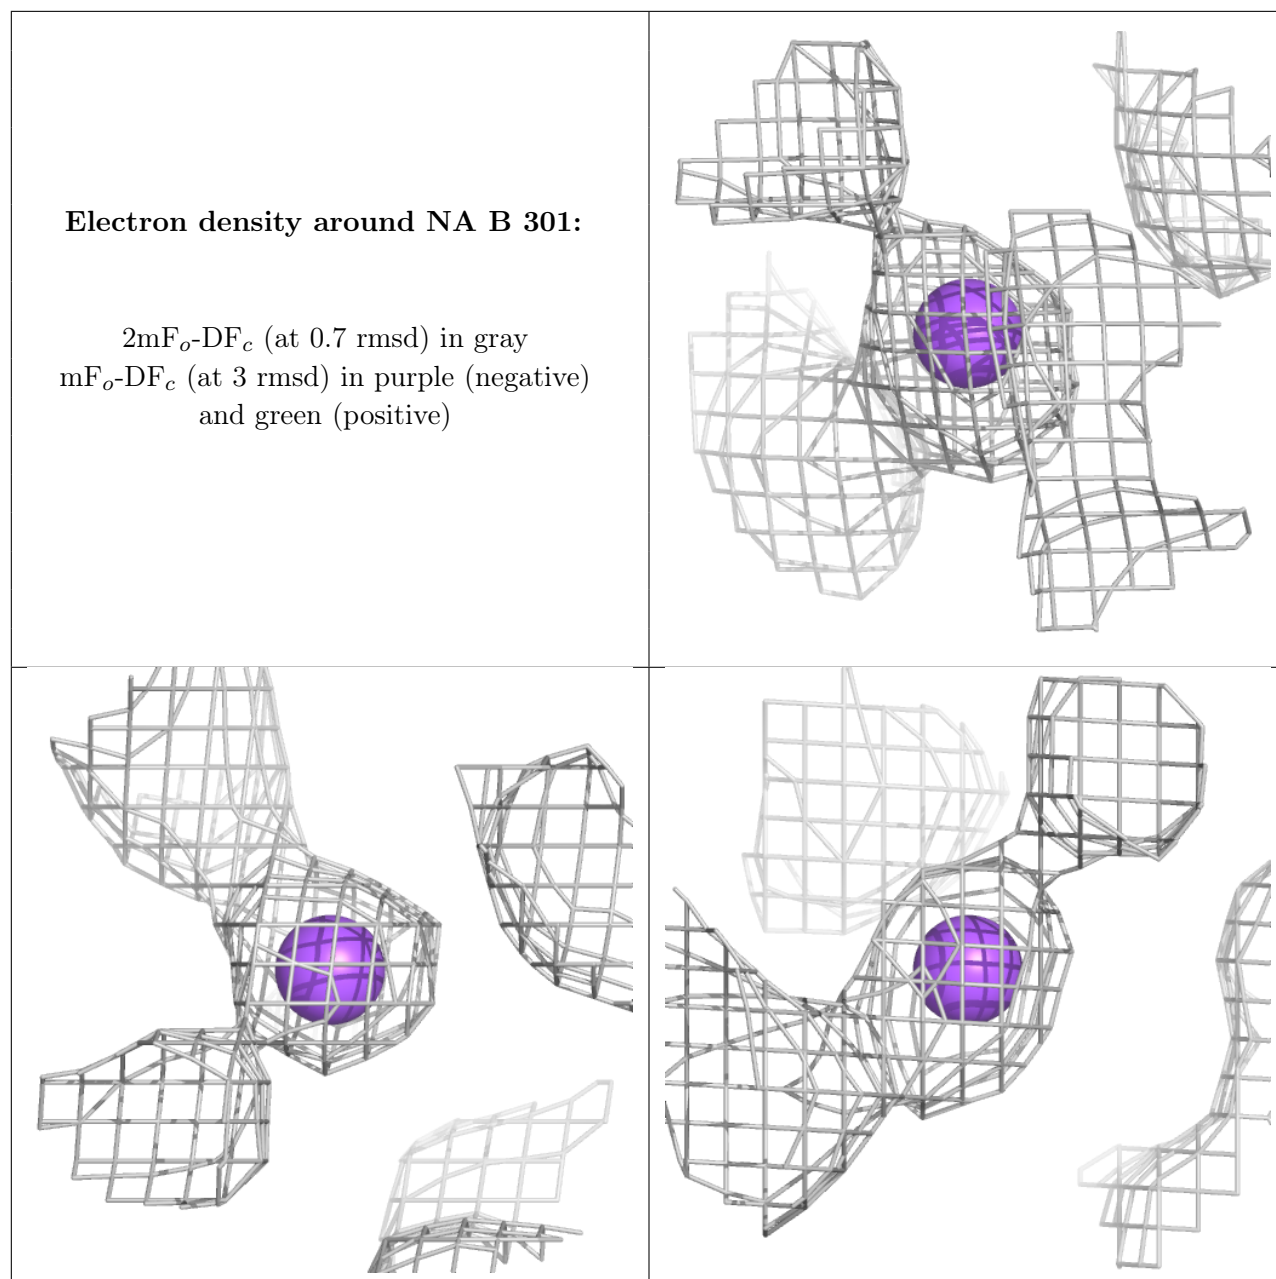 Electron density around NA B 301:
2mFₒ-DF𝒸 (at 0.7 rmsd) in gray
mFₒ-DF𝒸 (at 3 rmsd) in purple (negative)
and green (positive)